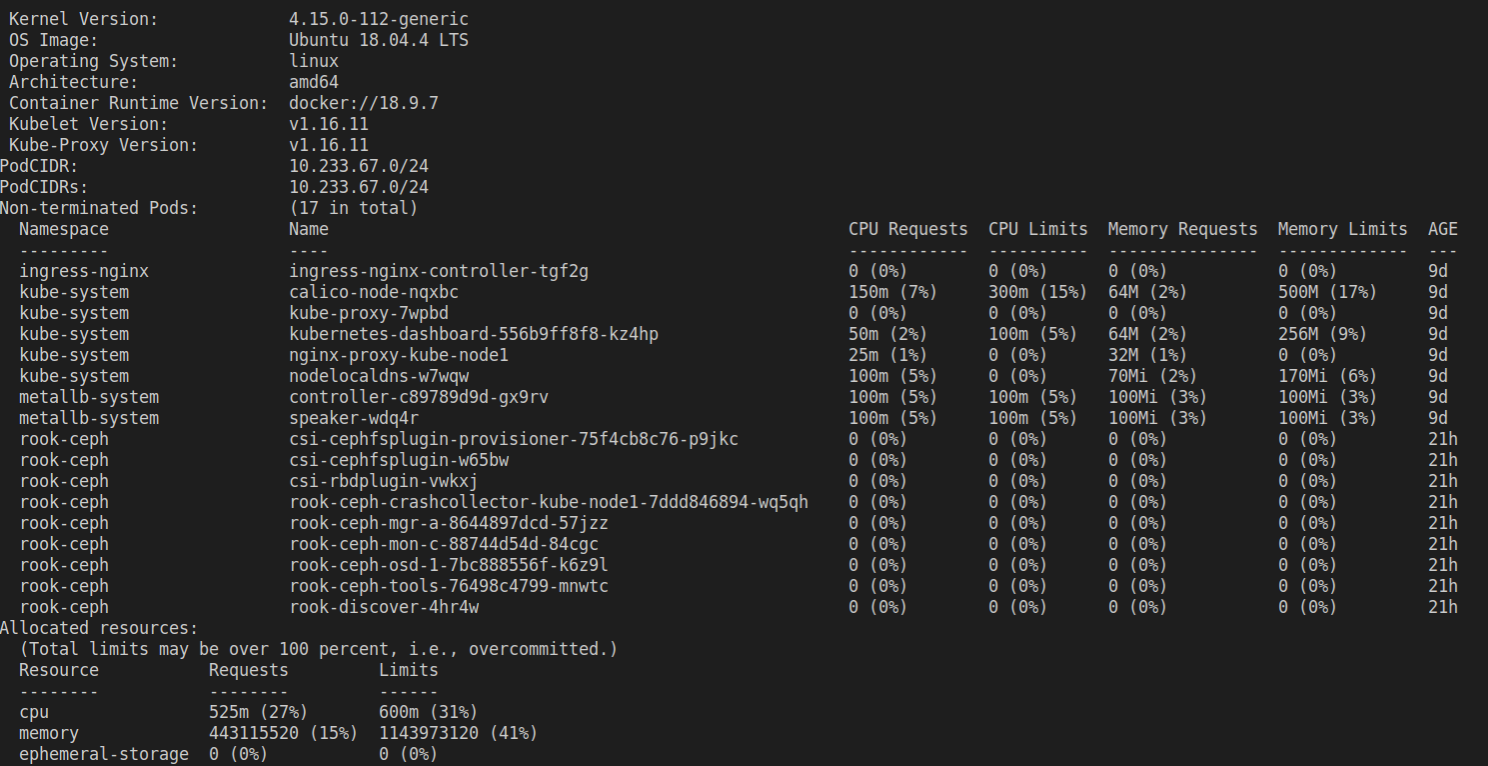 Kernel Version:             4.15.0-112-generic
OS Image:                   Ubuntu 18.04.4 LTS
Operating System:           linux
Architecture:               amd64
Container Runtime Version:  docker://18.9.7
Kubelet Version:            v1.16.11
Kube-Proxy Version:         v1.16.11
PodCIDR:                     10.233.67.0/24
PodCIDRs:                    10.233.67.0/24
Non-terminated Pods:         (17 in total)
Namespace                  Name                                                    CPU Requests  CPU Limits  Memory Requests  Memory Limits  AGE
---------                  ----                                                    ------------  ----------  ---------------  -------------  ---
ingress-nginx              ingress-nginx-controller-tgf2g                          0 (0%)        0 (0%)      0 (0%)           0 (0%)         9d
kube-system                calico-node-nqxbc                                       150m (7%)     300m (15%)  64M (2%)         500M (17%)     9d
kube-system                kube-proxy-7wpbd                                        0 (0%)        0 (0%)      0 (0%)           0 (0%)         9d
kube-system                kubernetes-dashboard-556b9ff8f8-kz4hp                   50m (2%)      100m (5%)   64M (2%)         256M (9%)      9d
kube-system                nginx-proxy-kube-node1                                  25m (1%)      0 (0%)      32M (1%)         0 (0%)         9d
kube-system                nodelocaldns-w7wqw                                      100m (5%)     0 (0%)      70Mi (2%)        170Mi (6%)     9d
metallb-system             controller-c89789d9d-gx9rv                              100m (5%)     100m (5%)   100Mi (3%)       100Mi (3%)     9d
metallb-system             speaker-wdq4r                                           100m (5%)     100m (5%)   100Mi (3%)       100Mi (3%)     9d
rook-ceph                  csi-cephfsplugin-provisioner-75f4cb8c76-p9jkc           0 (0%)        0 (0%)      0 (0%)           0 (0%)         21h
rook-ceph                  csi-cephfsplugin-w65bw                                  0 (0%)        0 (0%)      0 (0%)           0 (0%)         21h
rook-ceph                  csi-rbdplugin-vwkxj                                     0 (0%)        0 (0%)      0 (0%)           0 (0%)         21h
rook-ceph                  rook-ceph-crashcollector-kube-node1-7ddd846894-wq5qh    0 (0%)        0 (0%)      0 (0%)           0 (0%)         21h
rook-ceph                  rook-ceph-mgr-a-8644897dcd-57jzz                        0 (0%)        0 (0%)      0 (0%)           0 (0%)         21h
rook-ceph                  rook-ceph-mon-c-88744d54d-84cgc                         0 (0%)        0 (0%)      0 (0%)           0 (0%)         21h
rook-ceph                  rook-ceph-osd-1-7bc888556f-k6z9l                        0 (0%)        0 (0%)      0 (0%)           0 (0%)         21h
rook-ceph                  rook-ceph-tools-76498c4799-mnwtc                        0 (0%)        0 (0%)      0 (0%)           0 (0%)         21h
rook-ceph                  rook-discover-4hr4w                                     0 (0%)        0 (0%)      0 (0%)           0 (0%)         21h
Allocated resources:
(Total limits may be over 100 percent, i.e., overcommitted.)
Resource           Requests         Limits
--------           --------         ------
cpu                525m (27%)       600m (31%)
memory             443115520 (15%)  1143973120 (41%)
ephemeral-storage  0 (0%)           0 (0%)